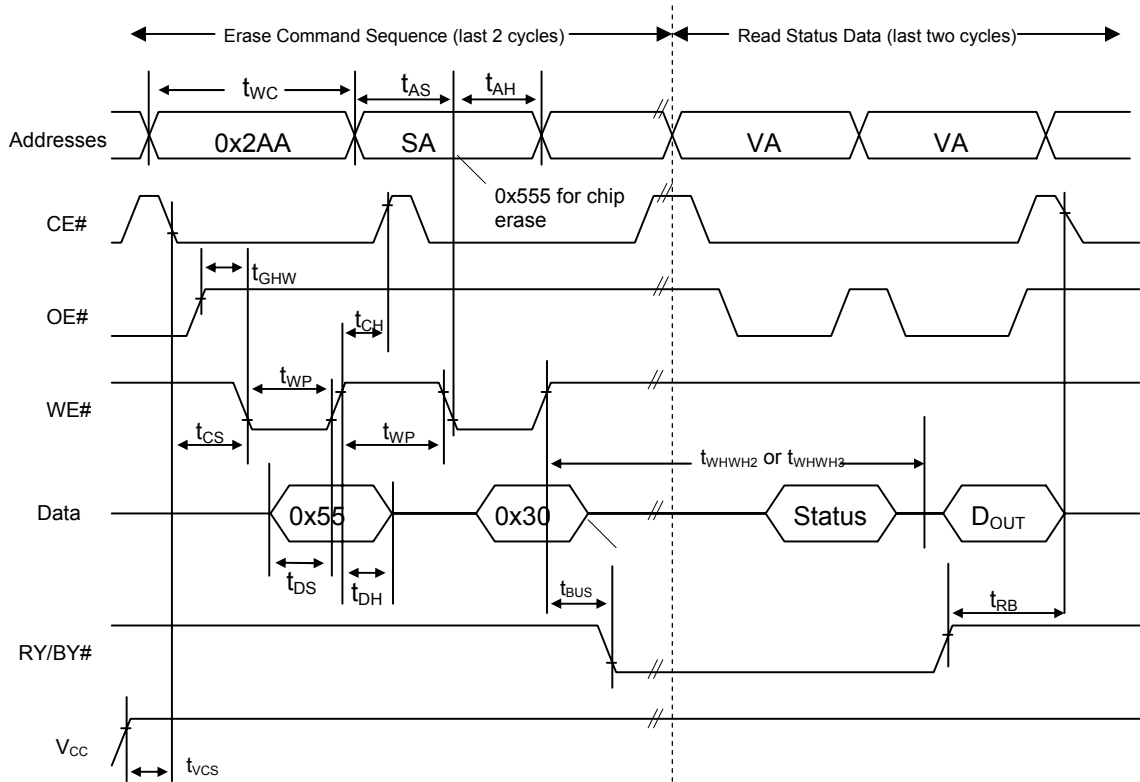 Erase Command Sequence (last 2 cycles)
Read Status Data (last two cycles)
tWC
tAS
tAH
Addresses
0x2AA
SA
VA
VA
0x555 for chip
erase
CE#
tGHW
OE#
tCH
tWP
WE#
tCS
tWP
tWHWH2 or tWHWH3
Data
0x55
0x30
Status
DOUT
tDS
tDH
tBUS
tRB
RY/BY#
VCC
tVCS